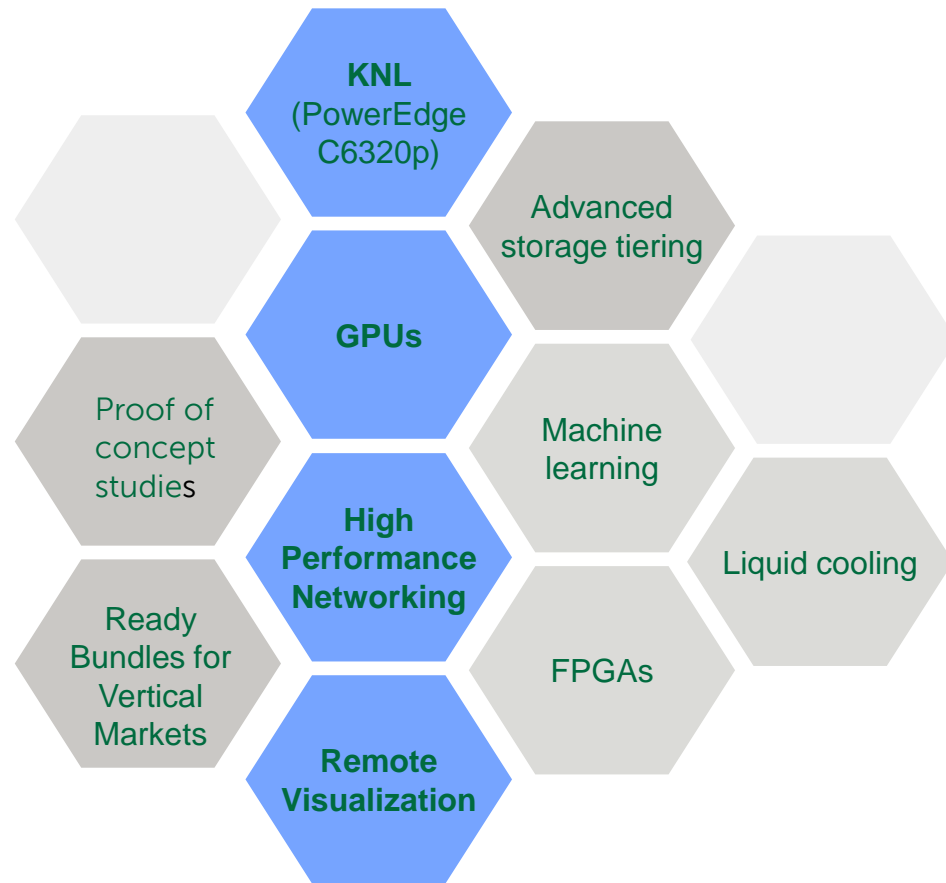 KNL
(PowerEdge
C6320p)
Advanced
storage tiering
GPUs
Proof of
concept
studies
Machine
learning
High
Performance
Networking
Liquid cooling
Ready
Bundles for
Vertical
Markets
FPGAs
Remote
Visualization